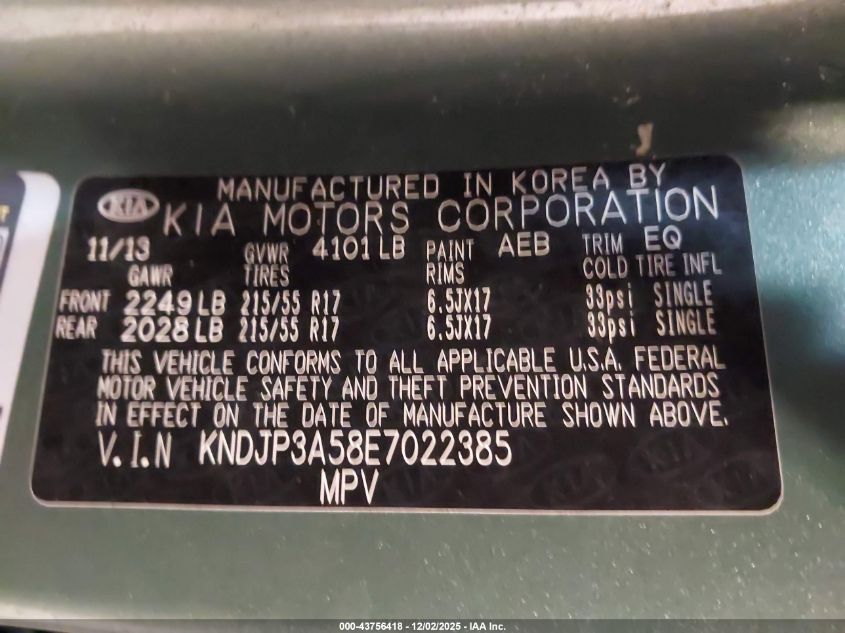 MANUFACTURED IN KOREA BY
KIA KIA MOTORS CORPORATION
11/13 GVWR 4101 LB PAINT AEB TRIM EQ
GAWR TIRES RIMS COLD TIRE INFL
FRONT 2249 LB 215/55 R17 6.5JX17 33psi SINGLE
REAR 2028 LB 215/55 R17 6.5JX17 33psi SINGLE
THIS VEHICLE CONFORMS TO ALL APPLICABLE U.S.A. FEDERAL
MOTOR VEHICLE SAFETY AND THEFT PREVENTION STANDARDS
IN EFFECT ON THE DATE OF MANUFACTURE SHOWN ABOVE.
V.I.N KNDJP3A58E7022385
MPV
000-43756418 - 12/02/2025 - IAA Inc.